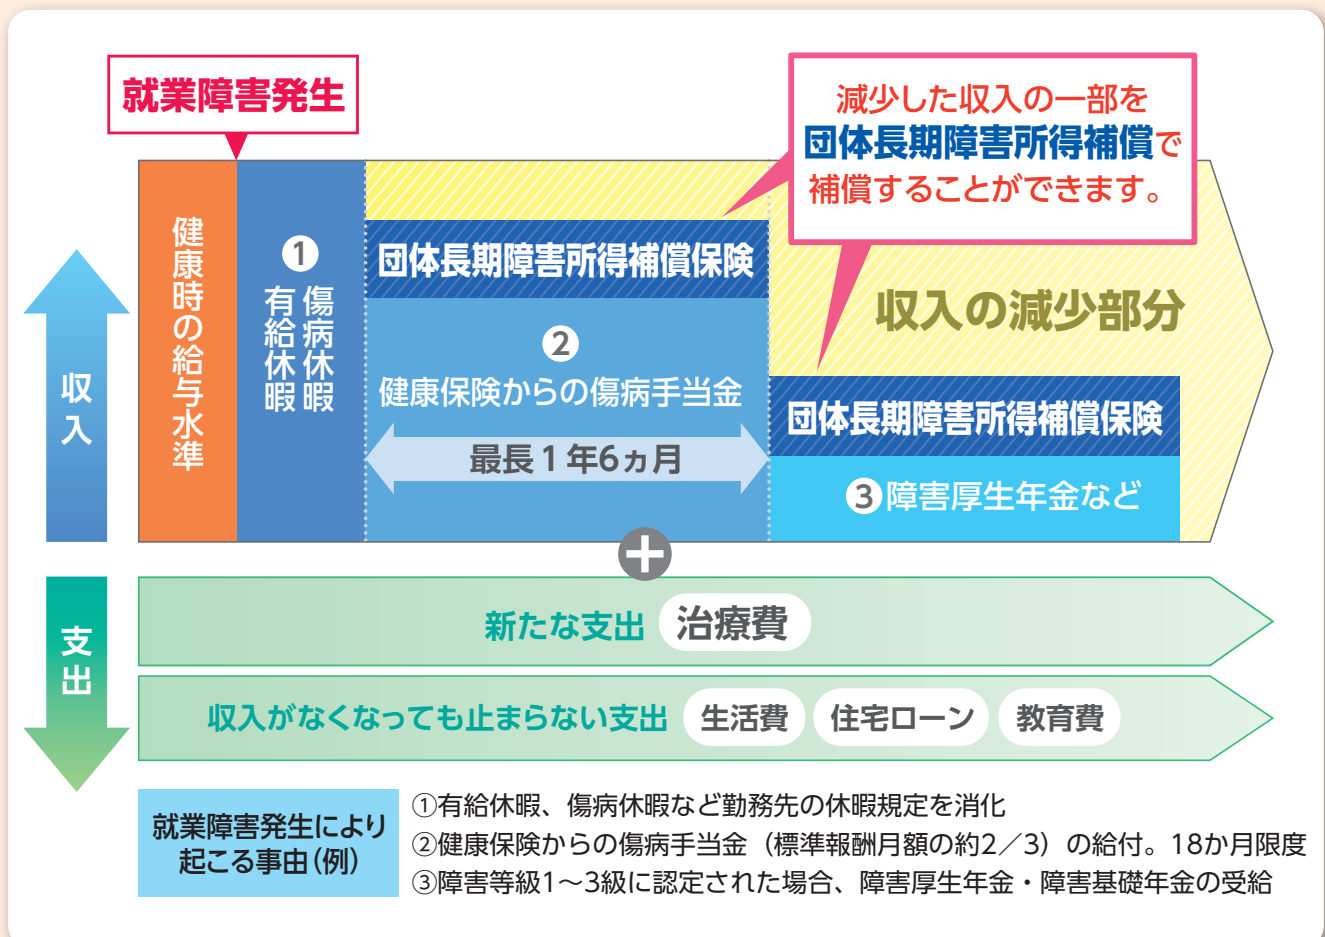 就業障害発生
減少した収入の一部を
団体長期障害所得補償で
補償することができます。
収入
健康時の給与水準
①
傷病休暇
有給休暇
団体長期障害所得補償保険
②
健康保険からの傷病手当金
最長1年6ヵ月
収入の減少部分
団体長期障害所得補償保険
③障害厚生年金など
支出
新たな支出 治療費
収入がなくなっても止まらない支出 生活費 住宅ローン 教育費
就業障害発生により
起こる事由(例)
①有給休暇、傷病休暇など勤務先の休暇規定を消化
②健康保険からの傷病手当金（標準報酬月額の約2／3）の給付。18か月限度
③障害等級1～3級に認定された場合、障害厚生年金・障害基礎年金の受給